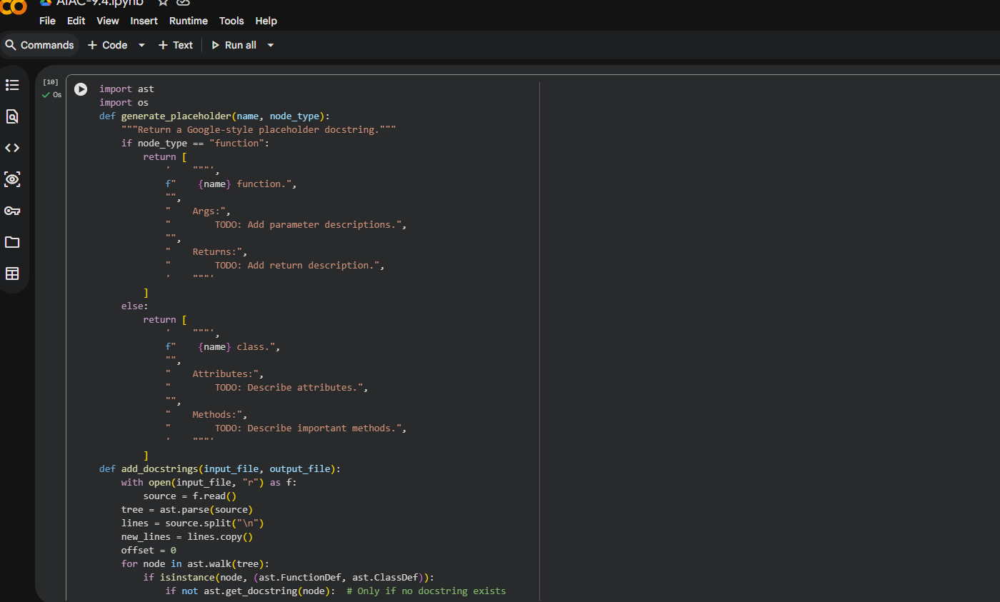 AIAC-9.4.ipynb
File Edit View Insert Runtime Tools Help
Commands + Code + Text Run all
[10]
0s
import ast
import os
def generate_placeholder(name, node_type):
    """Return a Google-style placeholder docstring."""
    if node_type == "function":
        return [
            '    """',
            f"    {name} function.",
            "",
            "    Args:",
            "        TODO: Add parameter descriptions.",
            "",
            "    Returns:",
            "        TODO: Add return description.",
            '    """'
        ]
    else:
        return [
            '    """',
            f"    {name} class.",
            "",
            "    Attributes:",
            "        TODO: Describe attributes.",
            "",
            "    Methods:",
            "        TODO: Describe important methods.",
            '    """'
        ]
def add_docstrings(input_file, output_file):
    with open(input_file, "r") as f:
        source = f.read()
    tree = ast.parse(source)
    lines = source.split("\n")
    new_lines = lines.copy()
    offset = 0
    for node in ast.walk(tree):
        if isinstance(node, (ast.FunctionDef, ast.ClassDef)):
            if not ast.get_docstring(node):  # Only if no docstring exists